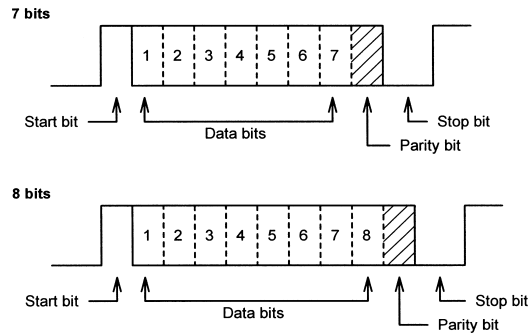 7 bits
1 2 3 4 5 6 7
Start bit
Data bits
Stop bit
Parity bit
8 bits
1 2 3 4 5 6 7 8
Start bit
Data bits
Stop bit
Parity bit